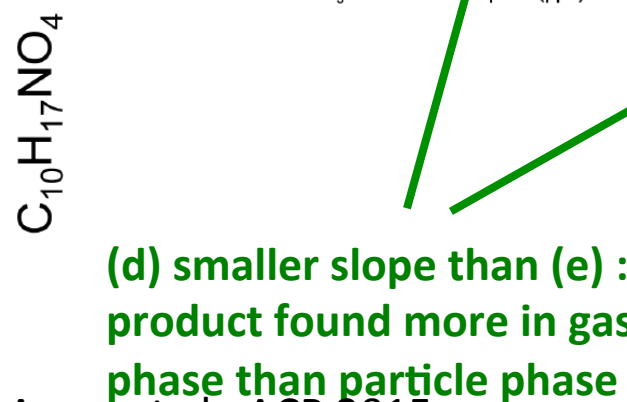 C₁₀H₁₇NO₄
(d) smaller slope than (e) :
product found more in gas
phase than particle phase